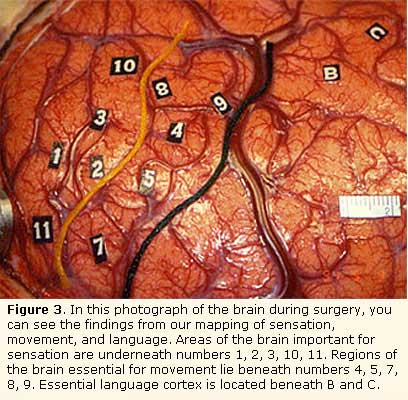 C
10
B
8
9
3
4
1
2
5
2
11
7
Figure 3. In this photograph of the brain during surgery, you
can see the findings from our mapping of sensation,
movement, and language. Areas of the brain important for
sensation are underneath numbers 1, 2, 3, 10, 11. Regions of
the brain essential for movement lie beneath numbers 4, 5, 7,
8, 9. Essential language cortex is located beneath B and C.